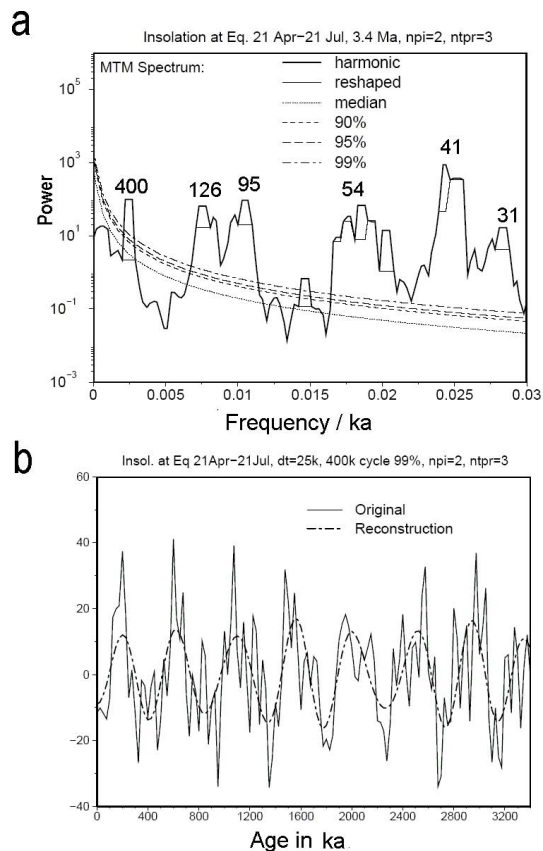 a
Insolation at Eq. 21 Apr−21 Jul, 3.4 Ma, npi=2, ntpr=3
MTM Spectrum:
harmonic
reshaped
median
90%
95%
99%
10^5
10^3
10^1
10^−1
10^−3
Power
400
126
95
54
41
31
0
0.005
0.01
0.015
0.02
0.025
0.03
Frequency / ka
b
Insol. at Eq 21Apr−21Jul, dt=25k, 400k cycle 99%, npi=2, ntpr=3
Original
Reconstruction
60
40
20
0
−20
−40
0
400
800
1200
1600
2000
2400
2800
3200
Age in ka